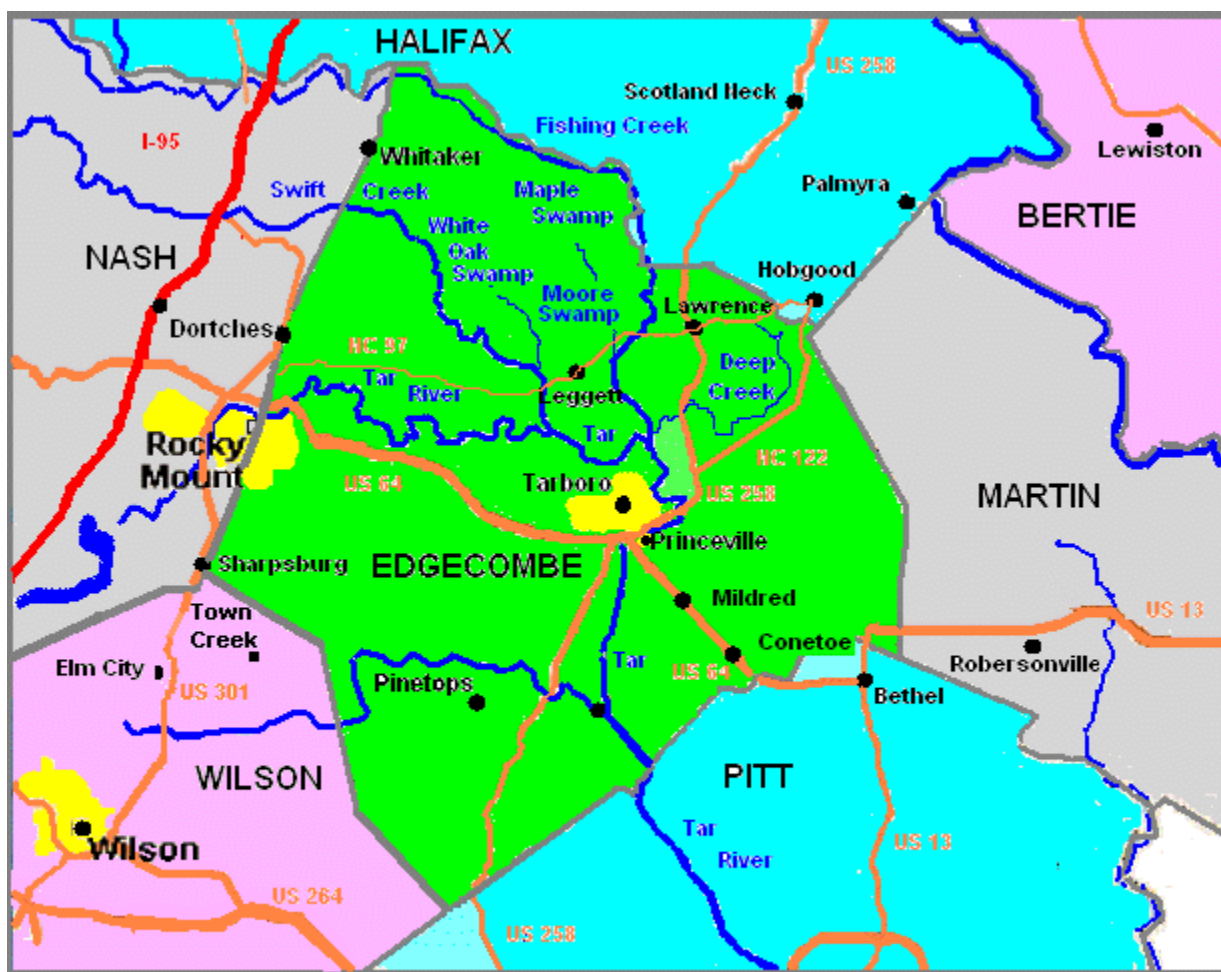 HALIFAX
US 258
Scotland Neck
Fishing Creek
I-95
Whitaker
Lewiston
Swift
Creek
Maple
Swamp
Palmyra
BERTIE
White
Oak
Swamp
NASH
Hobgood
Moore
Swamp
Lawrence
Dortches
NC 97
Deep
Creek
Tar
River
Leggett
Tar
Rocky
Mount
NC 122
US 64
Tarboro
US 258
MARTIN
Princeville
Sharpsburg
EDGECOMBE
Mildred
Town
Creek
US 13
Conetoe
Elm City
Tar
US 64
Robersonville
US 301
Pinetops
Bethel
WILSON
PITT
Tar
River
Wilson
US 13
US 264
US 258